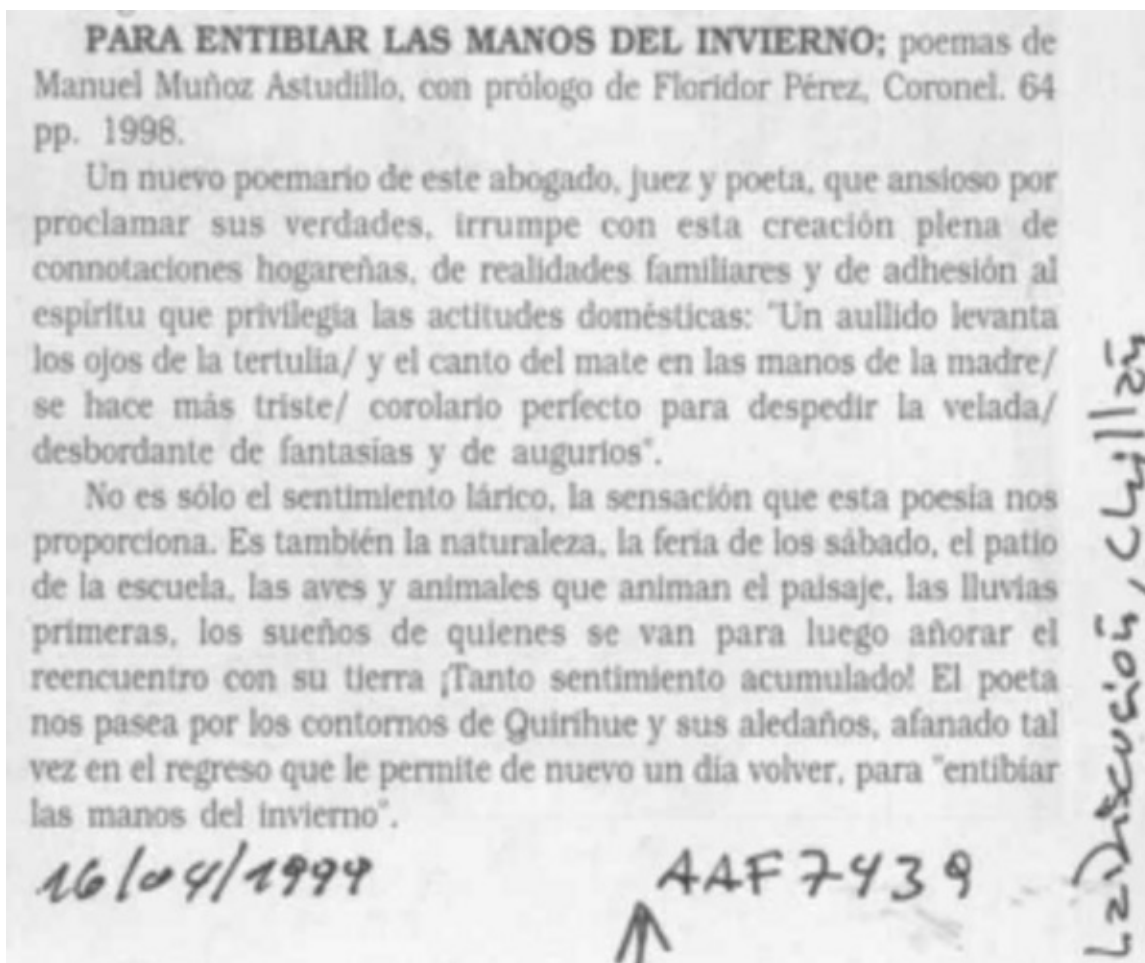 PARA ENTIBIAR LAS MANOS DEL INVIERNO; poemas de
Manuel Muñoz Astudillo, con prólogo de Floridor Pérez, Coronel. 64
pp. 1998.
Un nuevo poemario de este abogado, juez y poeta, que ansioso por
proclamar sus verdades, irrumpe con esta creación plena de
connotaciones hogareñas, de realidades familiares y de adhesión al
espíritu que privilegia las actitudes domésticas: "Un aullido levanta
los ojos de la tertulia/ y el canto del mate en las manos de la madre/
se hace más triste/ corolario perfecto para despedir la velada/
desbordante de fantasías y de augurios".
No es sólo el sentimiento lárico, la sensación que esta poesía nos
proporciona. Es también la naturaleza, la feria de los sábado, el patio
de la escuela, las aves y animales que animan el paisaje, las lluvias
primeras, los sueños de quienes se van para luego añorar el
reencuentro con su tierra ¡Tanto sentimiento acumulado! El poeta
nos pasea por los contornos de Quirihue y sus aledaños, afanado tal
vez en el regreso que le permite de nuevo un día volver, para "entibiar
las manos del invierno".
16/04/1999
AAF7439
La Discusión, Chillán